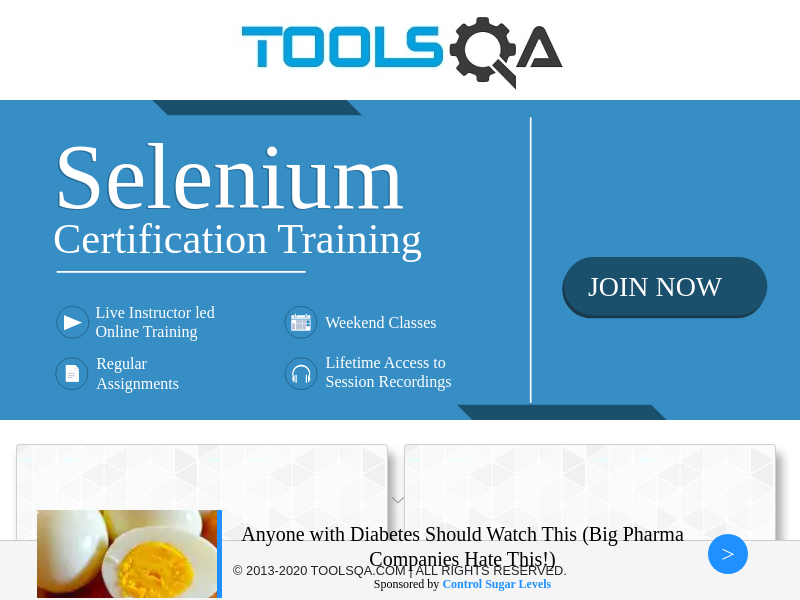 TOOLSQA
Selenium
Certification Training
Live Instructor led
Online Training
Weekend Classes
Regular
Assignments
Lifetime Access to
Session Recordings
JOIN NOW
Anyone with Diabetes Should Watch This (Big Pharma
Companies Hate This!)
© 2013-2020 TOOLSQA.COM | ALL RIGHTS RESERVED.
Sponsored by Control Sugar Levels
>